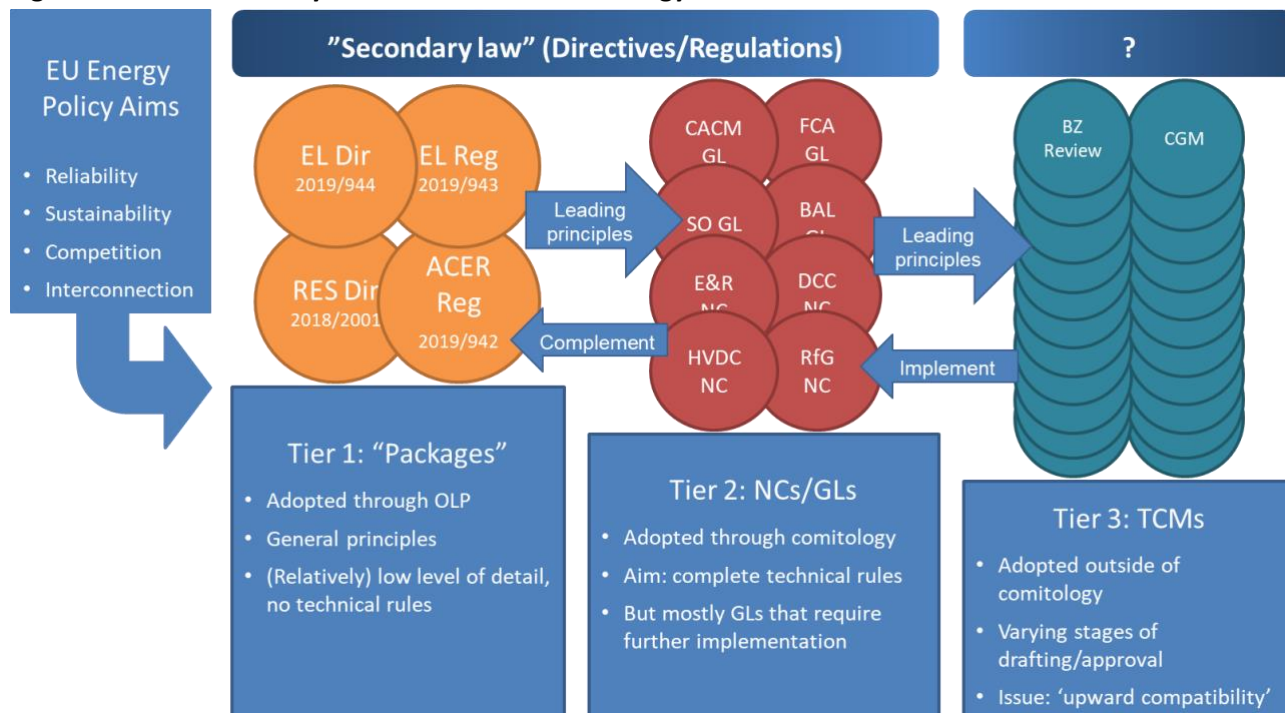 ”Secondary law” (Directives/Regulations)
?
EU Energy
Policy Aims
• Reliability
• Sustainability
• Competition
• Interconnection
EL Dir
2019/944
EL Reg
2019/943
RES Dir
2018/2001
ACER
Reg
2019/942
Leading
principles
Complement
CACM
GL
FCA
GL
SO GL
BAL
GL
E&R
NC
DCC
NC
HVDC
NC
RfG
NC
Leading
principles
Implement
BZ
Review
CGM
Tier 1: “Packages”
• Adopted through OLP
• General principles
• (Relatively) low level of detail,
no technical rules
Tier 2: NCs/GLs
• Adopted through comitology
• Aim: complete technical rules
• But mostly GLs that require
further implementation
Tier 3: TCMs
• Adopted outside of
comitology
• Varying stages of
drafting/approval
• Issue: ‘upward compatibility’